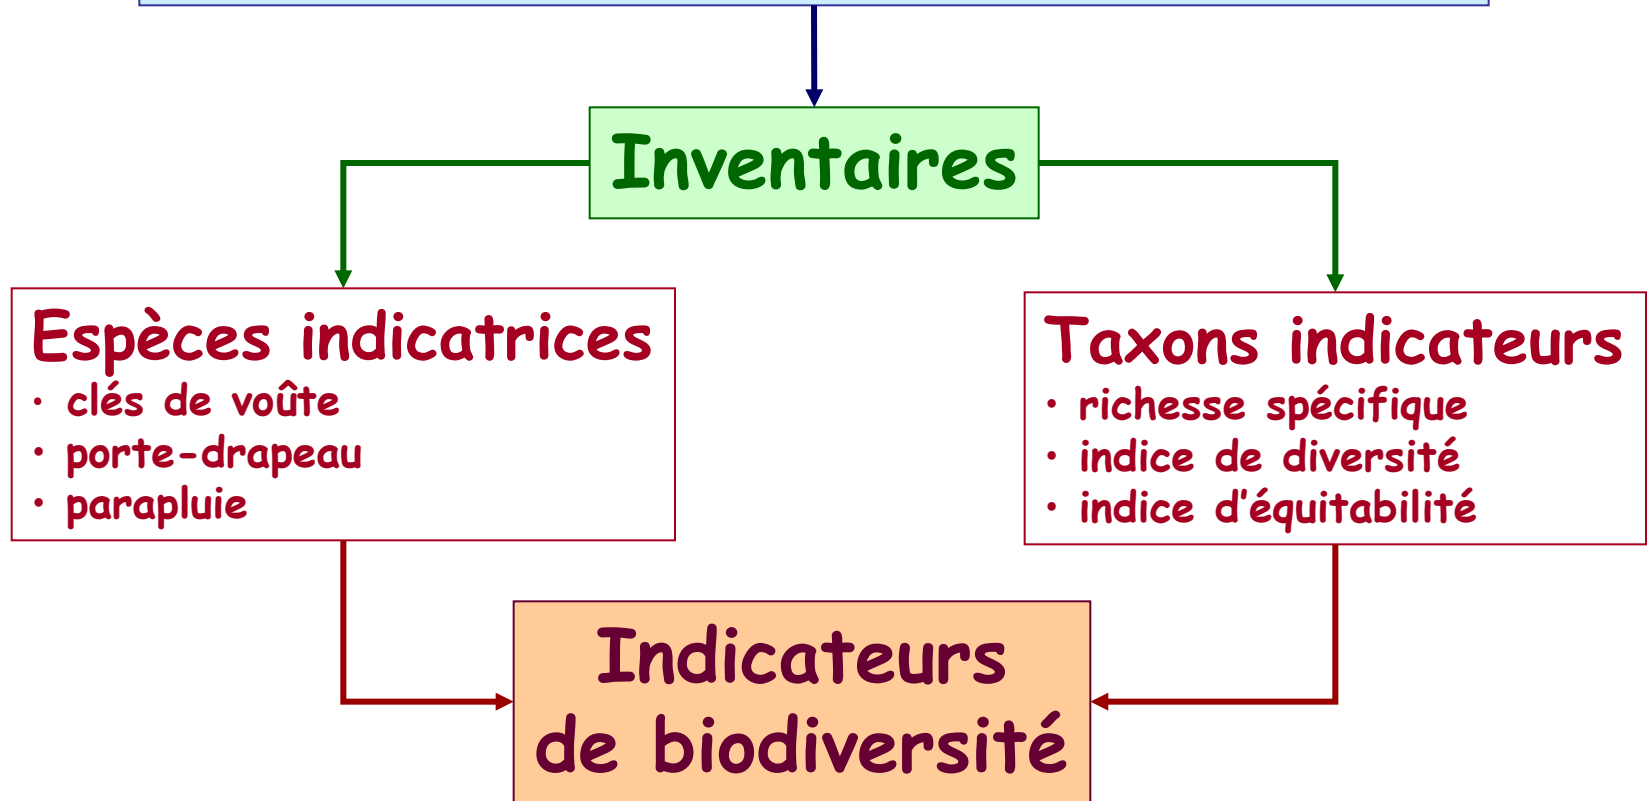 Inventaires
Espèces indicatrices
• clés de voûte
• porte-drapeau
• parapluie
Taxons indicateurs
• richesse spécifique
• indice de diversité
• indice d’équitabilité
Indicateurs
de biodiversité